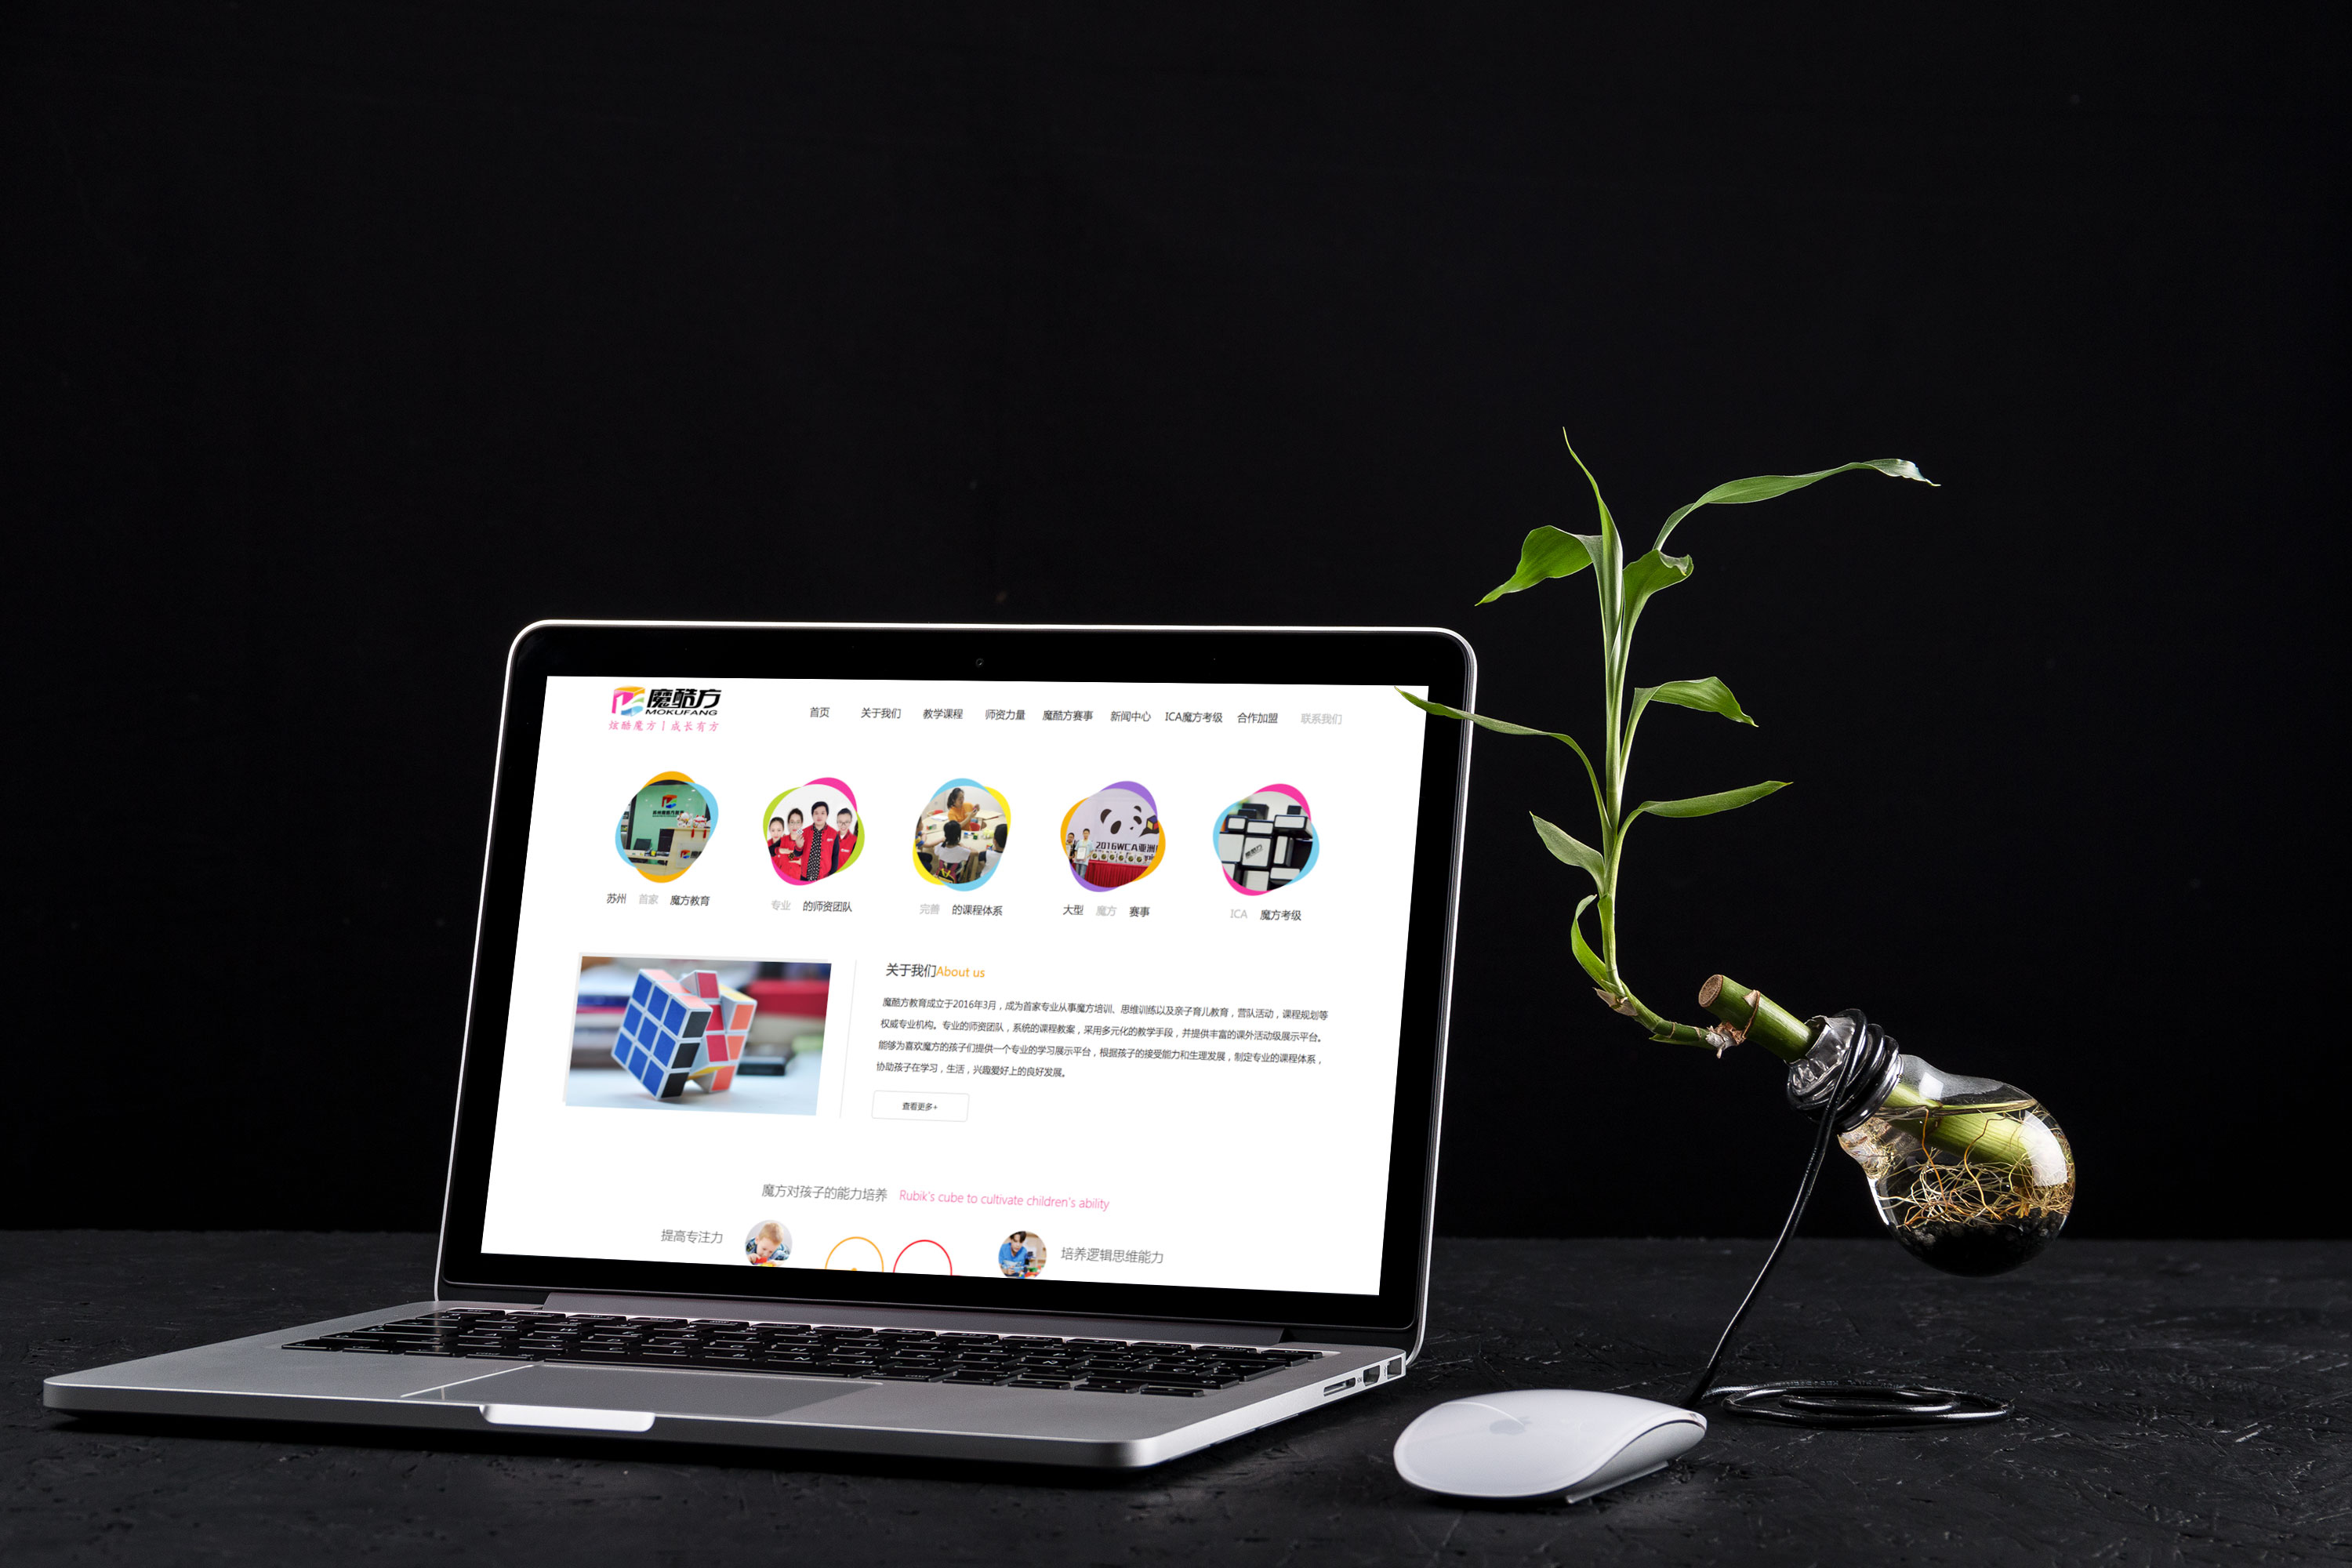 魔酷方
MOKUFANG
炫酷魔方丨成长有方
首页 关于我们 教学课程 师资力量 魔酷方赛事 新闻中心 ICA魔方考级 合作加盟 联系我们
2016WCA亚洲
苏州 首家 魔方教育
专业 的师资团队
完善 的课程体系
大型 魔方 赛事
ICA 魔方考级
关于我们About us
魔酷方教育成立于2016年3月，成为首家专业从事魔方培训、思维训练以及亲子育儿教育，营队活动，课程规划等
权威专业机构。专业的师资团队，系统的课程教案，采用多元化的教学手段，并提供丰富的课外活动级展示平台。
能够为喜欢魔方的孩子们提供一个专业的学习展示平台，根据孩子的接受能力和生理发展，制定专业的课程体系，
协助孩子在学习，生活，兴趣爱好上的良好发展。
查看更多+
魔方对孩子的能力培养 Rubik's cube to cultivate children's ability
提高专注力
培养逻辑思维能力